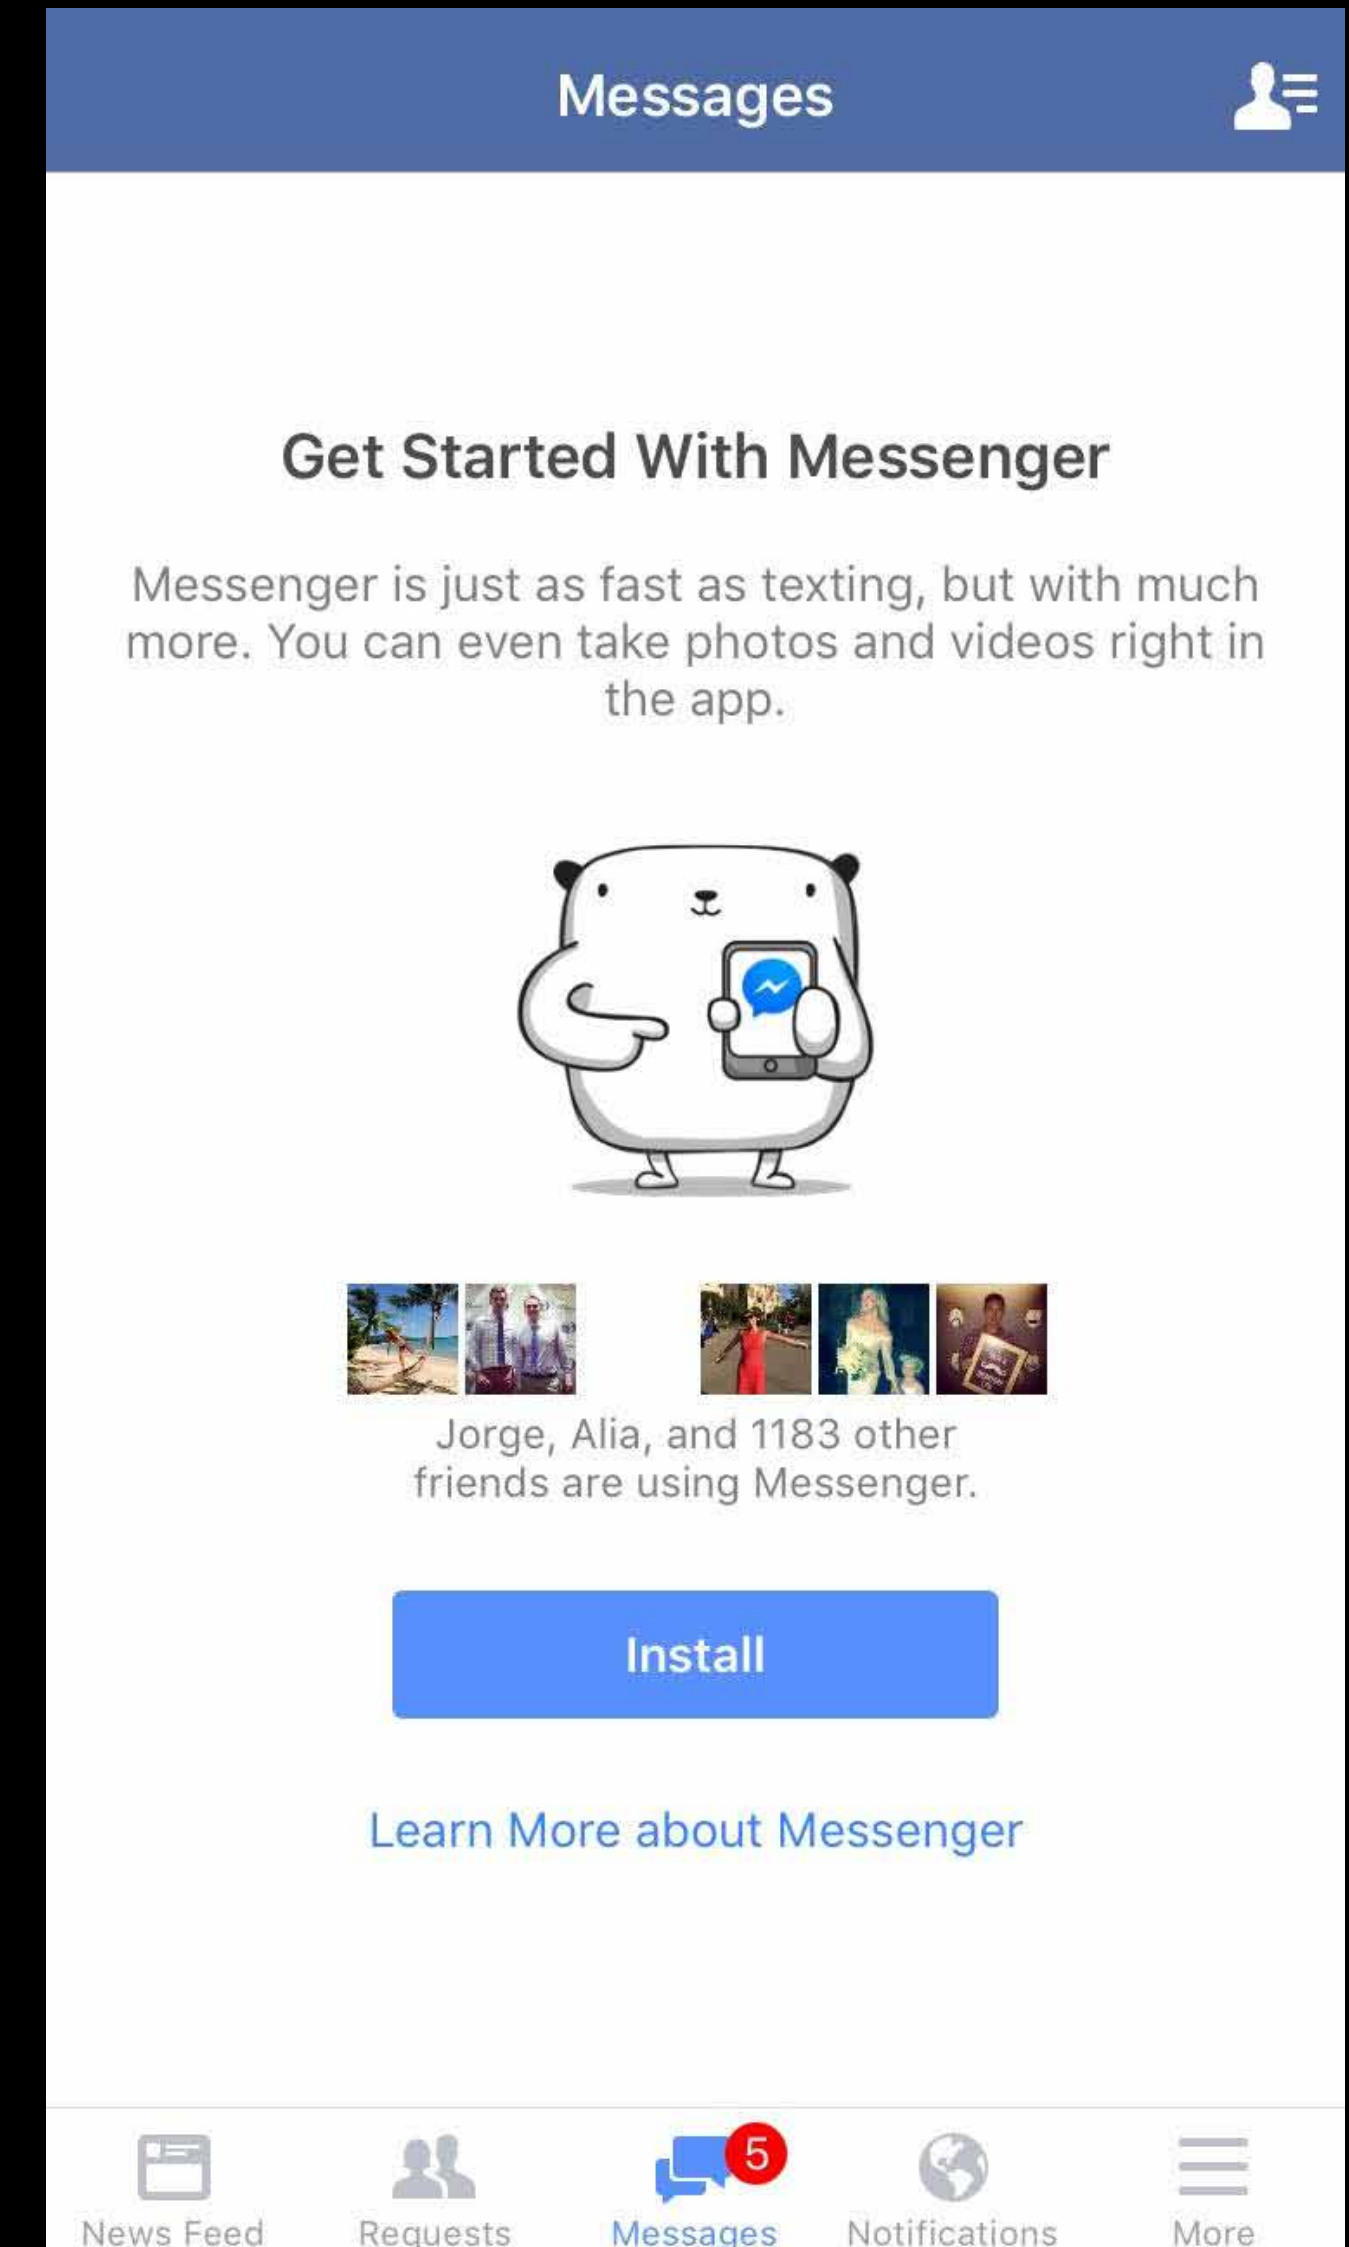 Messages
Get Started With Messenger
Messenger is just as fast as texting, but with much
more. You can even take photos and videos right in
the app.
Jorge, Alia, and 1183 other
friends are using Messenger.
Install
Learn More about Messenger
5
News Feed
Requests
Messages
Notifications
More